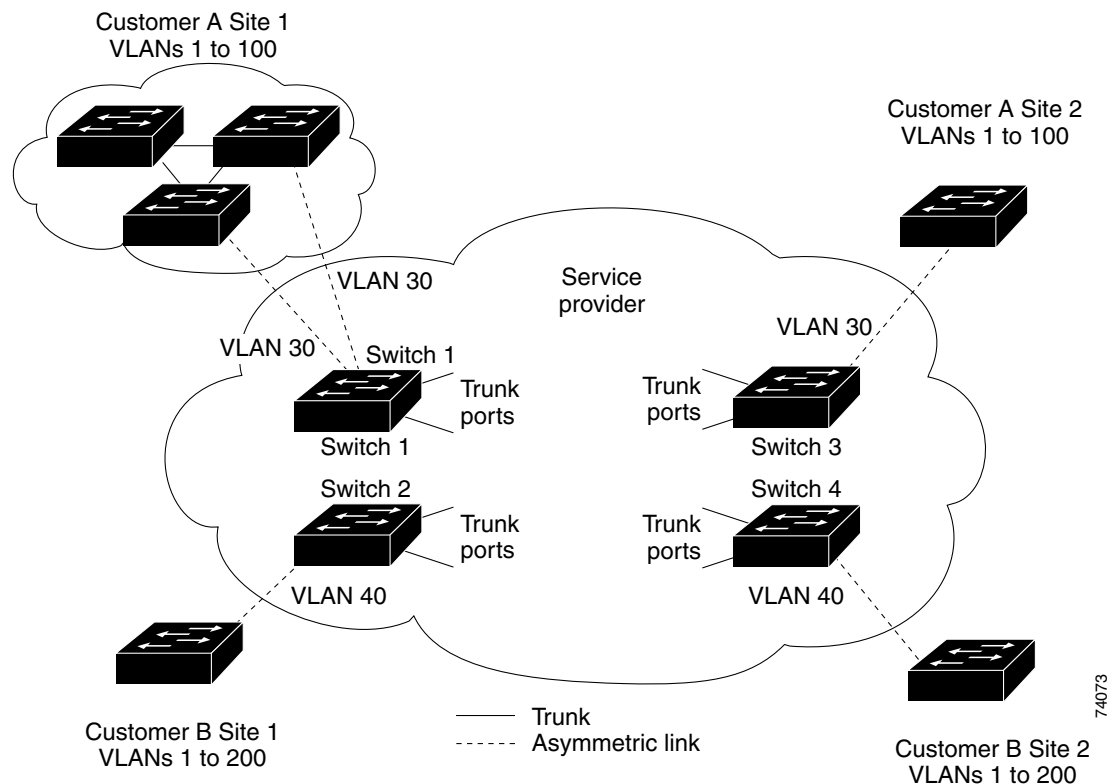 Customer A Site 1
VLANs 1 to 100
Customer A Site 2
VLANs 1 to 100
VLAN 30
Service
provider
VLAN 30
VLAN 30
Switch 1
Trunk
ports
Trunk
ports
Switch 1
Switch 3
Switch 2
Switch 4
Trunk
ports
Trunk
ports
VLAN 40
VLAN 40
Customer B Site 1
VLANs 1 to 200
Trunk
Asymmetric link
Customer B Site 2
VLANs 1 to 200
74073